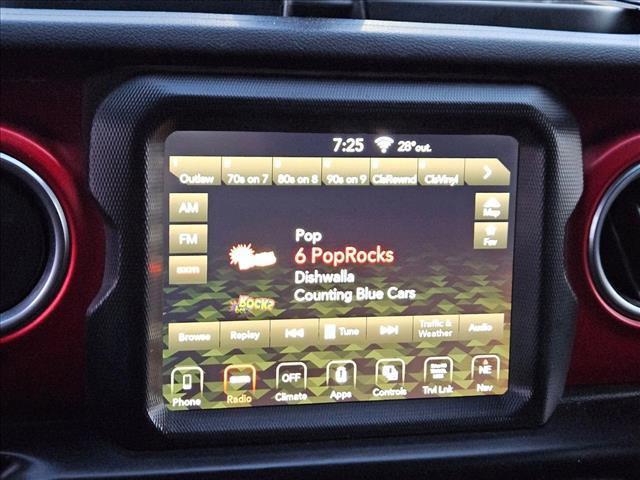 7:25 28°out.
Outlaw 70s on 7 80s on 8 90s on 9 ClsRewnd ClsVinyl
AM
Map
FM
Fav
sxm
Pop
6 PopRocks
Dishwalla
Counting Blue Cars
ROCKS
Browse Replay Tune Traffic & Weather Audio
OFF NE
Phone Radio Climate Apps Controls Trvl Lnk Nav